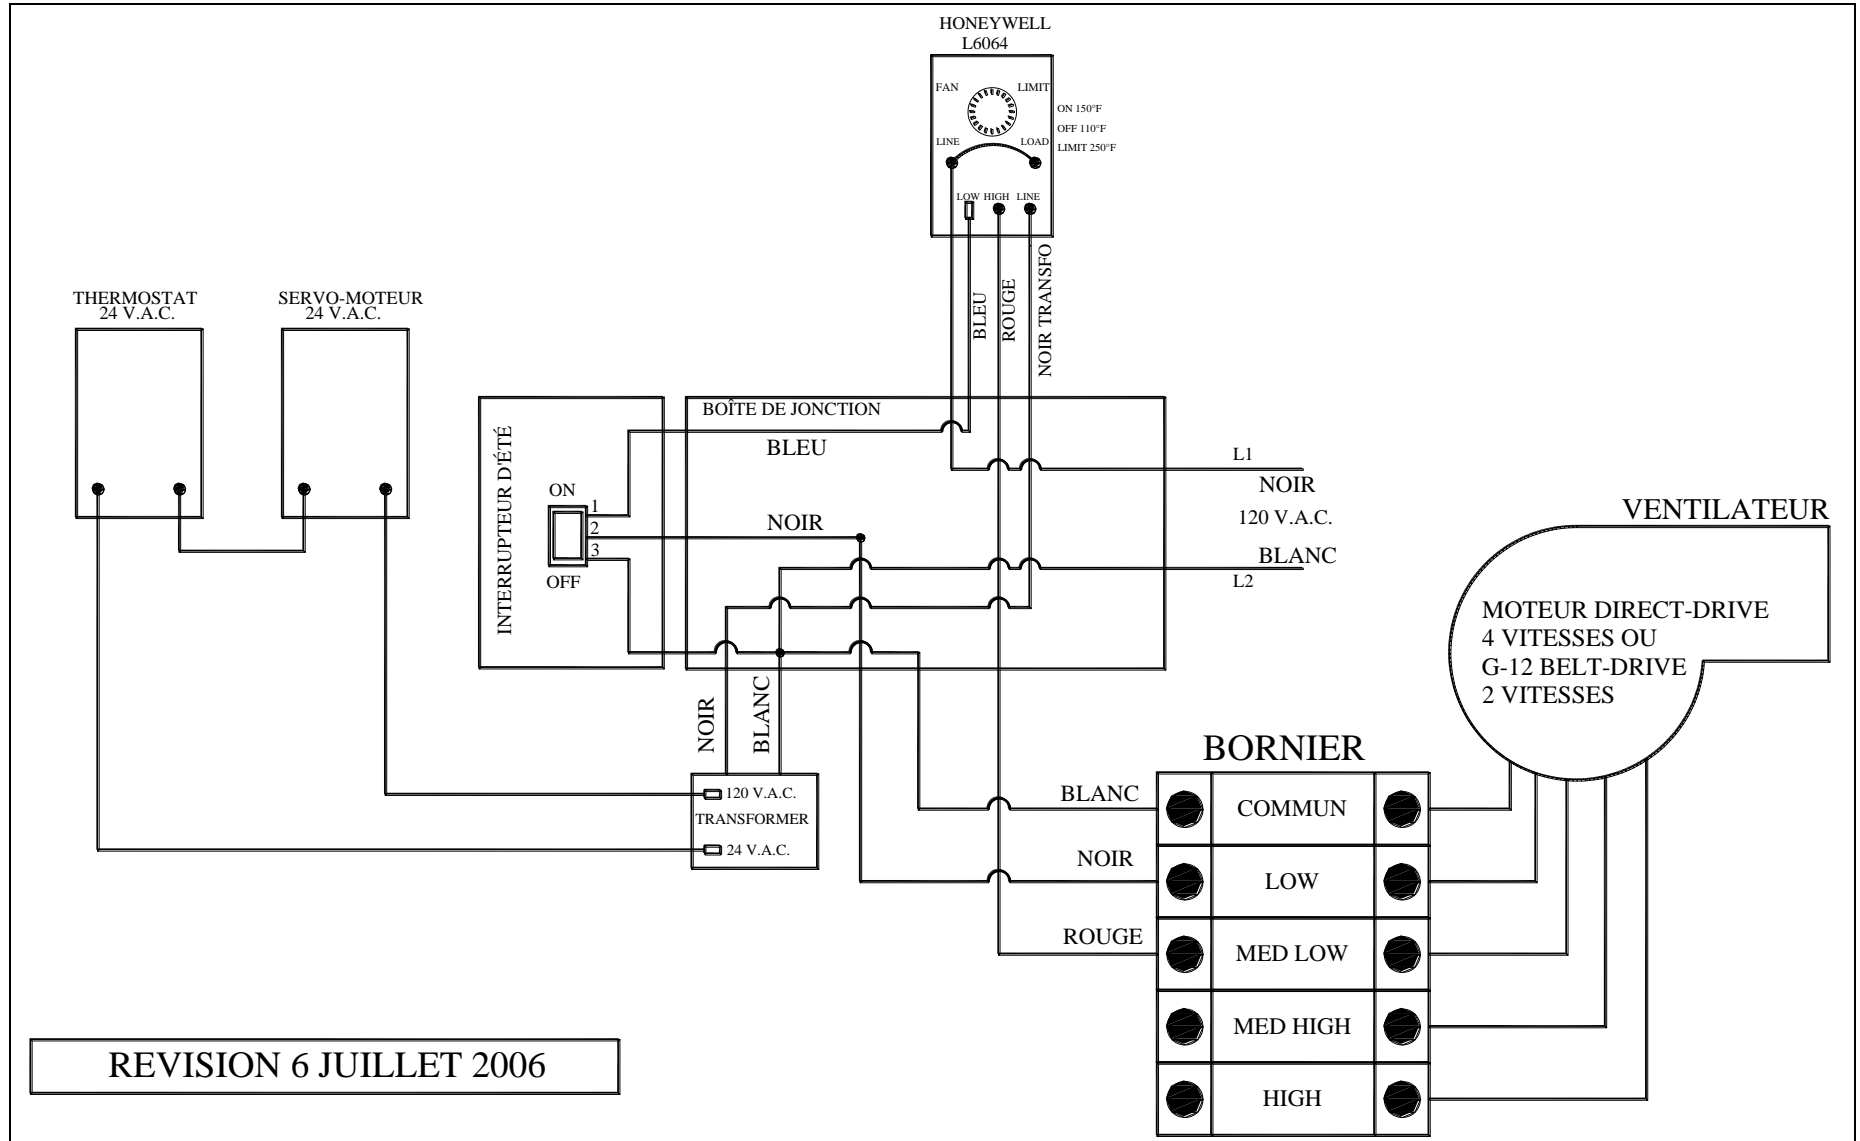 HONEYWELL
L6064
FAN
LIMIT
ON 150°F
OFF 110°F
LIMIT 250°F
LINE
LOAD
LOW
HIGH
LINE
BLEU
ROUGE
NOIR TRANSFO
THERMOSTAT
24 V.A.C.
SERVO-MOTEUR
24 V.A.C.
INTERRUPTEUR D'ÉTÉ
ON
1
2
3
OFF
BOÎTE DE JONCTION
BLEU
NOIR
L1
NOIR
120 V.A.C.
BLANC
L2
NOIR
BLANC
120 V.A.C.
TRANSFORMER
24 V.A.C.
VENTILATEUR
MOTEUR DIRECT-DRIVE
4 VITESSES OU
G-12 BELT-DRIVE
2 VITESSES
BORNIER
BLANC
COMMUN
NOIR
LOW
ROUGE
MED LOW
MED HIGH
HIGH
REVISION 6 JUILLET 2006